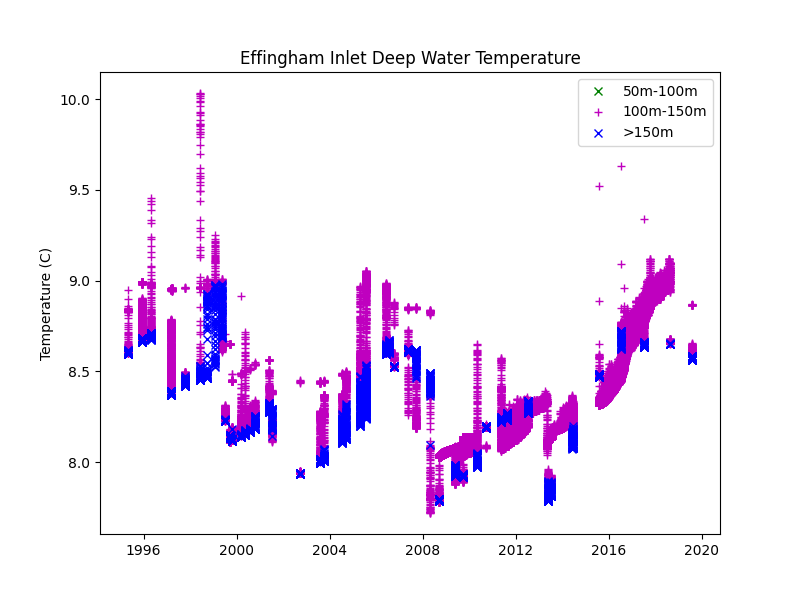 Effingham Inlet Deep Water Temperature
50m-100m
100m-150m
>150m
10.0
9.5
9.0
8.5
8.0
Temperature (C)
1996 2000 2004 2008 2012 2016 2020